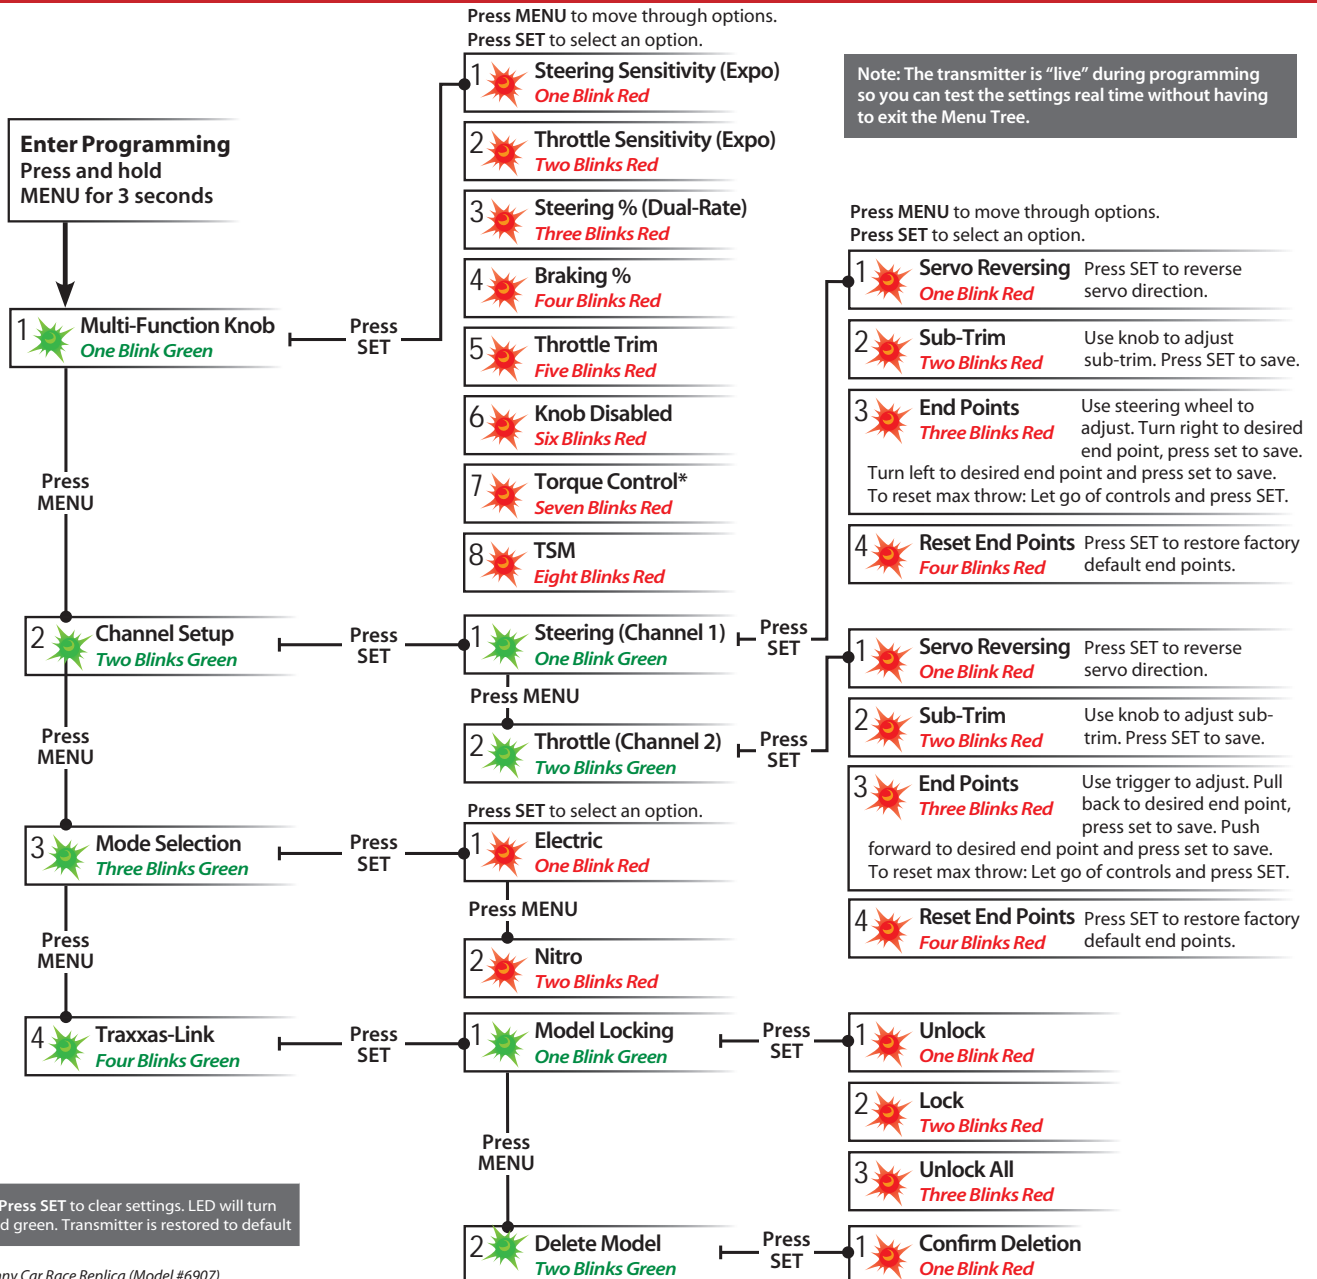 Press MENU to move through options.
Press SET to select an option.
Note: The transmitter is “live” during programming
so you can test the settings real time without having
to exit the Menu Tree.
Enter Programming
Press and hold
MENU for 3 seconds
1 Multi-Function Knob
One Blink Green
Press
SET
1 Steering Sensitivity (Expo)
One Blink Red
2 Throttle Sensitivity (Expo)
Two Blinks Red
3 Steering % (Dual-Rate)
Three Blinks Red
4 Braking %
Four Blinks Red
5 Throttle Trim
Five Blinks Red
6 Knob Disabled
Six Blinks Red
7 Torque Control*
Seven Blinks Red
8 TSM
Eight Blinks Red
Press
MENU
2 Channel Setup
Two Blinks Green
Press
SET
1 Steering (Channel 1)
One Blink Green
Press
SET
Press MENU to move through options.
Press SET to select an option.
1 Servo Reversing Press SET to reverse
One Blink Red servo direction.
2 Sub-Trim Use knob to adjust
Two Blinks Red sub-trim. Press SET to save.
3 End Points Use steering wheel to
Three Blinks Red adjust. Turn right to desired
end point, press set to save.
Turn left to desired end point and press set to save.
To reset max throw: Let go of controls and press SET.
4 Reset End Points Press SET to restore factory
Four Blinks Red default end points.
Press MENU
2 Throttle (Channel 2)
Two Blinks Green
Press
SET
1 Servo Reversing Press SET to reverse
One Blink Red servo direction.
2 Sub-Trim Use knob to adjust sub-
Two Blinks Red trim. Press SET to save.
3 End Points Use trigger to adjust. Pull
Three Blinks Red back to desired end point,
press set to save. Push
forward to desired end point and press set to save.
To reset max throw: Let go of controls and press SET.
4 Reset End Points Press SET to restore factory
Four Blinks Red default end points.
Press
MENU
3 Mode Selection
Three Blinks Green
Press
SET
Press SET to select an option.
1 Electric
One Blink Red
Press MENU
2 Nitro
Two Blinks Red
Press
MENU
4 Traxxas-Link
Four Blinks Green
Press
SET
1 Model Locking
One Blink Green
Press
SET
1 Unlock
One Blink Red
2 Lock
Two Blinks Red
3 Unlock All
Three Blinks Red
Press
MENU
2 Delete Model
Two Blinks Green
Press
SET
1 Confirm Deletion
One Blink Red
Press SET to clear settings. LED will turn
green. Transmitter is restored to default
Car Race Replica (Model #6907)